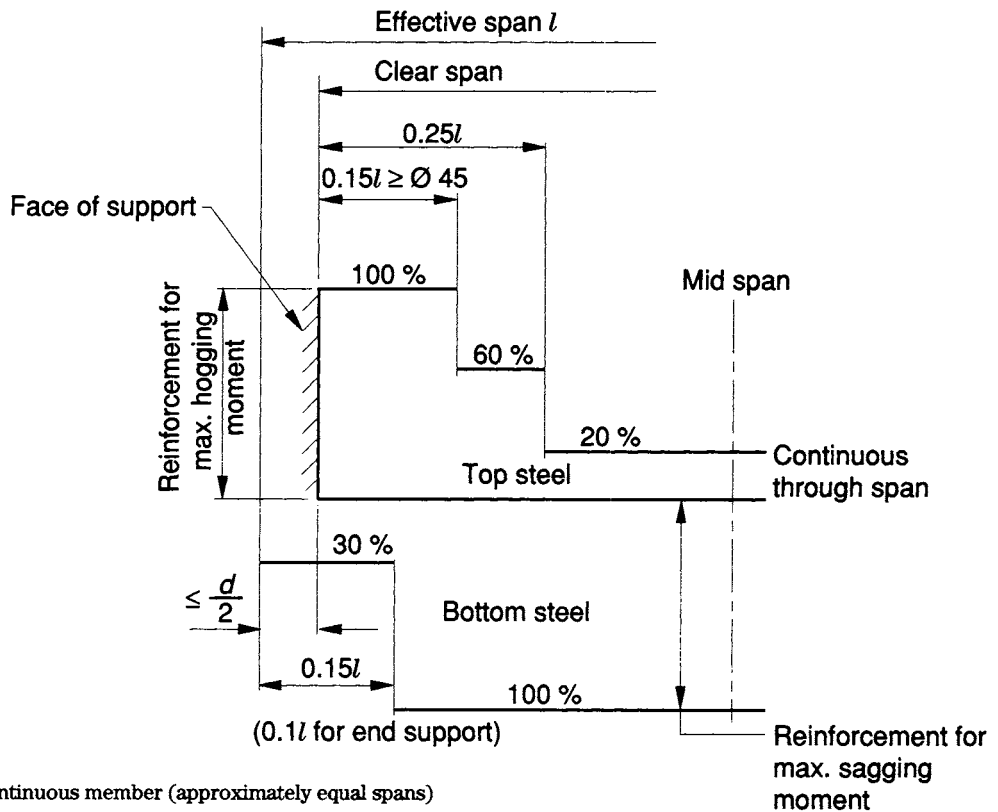 Effective span l
Clear span
0.25l
0.15l ≥ Ø 45
Face of support
100 %
Mid span
Reinforcement for
max. hogging
moment
60 %
20 %
Continuous
through span
Top steel
30 %
≤ d/2
Bottom steel
0.15l
100 %
(0.1l for end support)
Reinforcement for
max. sagging
moment
ntinuous member (approximately equal spans)